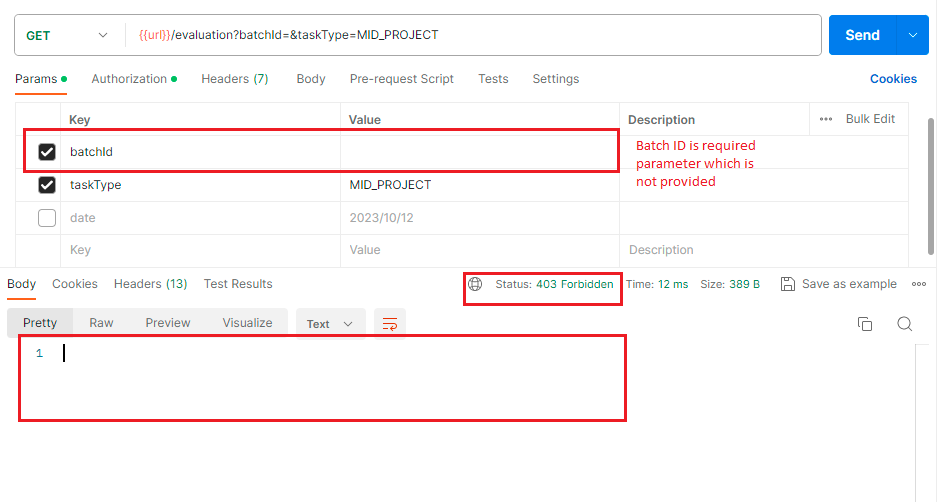 GET {{url}}/evaluation?batchId=&taskType=MID_PROJECT Send
Params Authorization Headers (7) Body Pre-request Script Tests Settings Cookies
Key Value Description ••• Bulk Edit
batchId
Batch ID is required
parameter which is
not provided
taskType MID_PROJECT
date 2023/10/12
Key Value Description
Body Cookies Headers (13) Test Results Status: 403 Forbidden Time: 12 ms Size: 389 B Save as example •••
Pretty Raw Preview Visualize Text
1